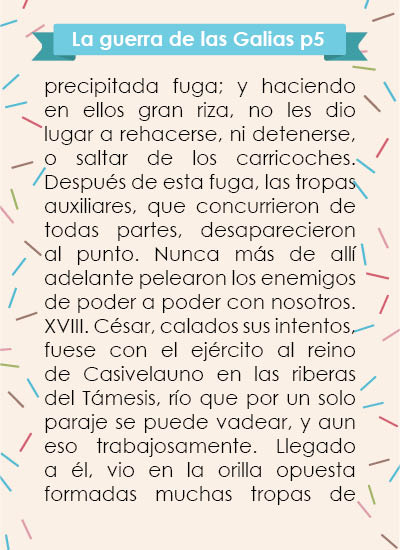 La guerra de las Galias p5
precipitada fuga; y haciendo
en ellos gran riza, no les dio
lugar a rehacerse, ni detenerse,
o saltar de los carricoches.
Después de esta fuga, las tropas
auxiliares, que concurrieron de
todas partes, desaparecieron
al punto. Nunca más de allí
adelante pelearon los enemigos
de poder a poder con nosotros.
XVIII. César, calados sus intentos,
fuese con el ejército al reino
de Casivelauno en las riberas
del Támesis, río que por un solo
paraje se puede vadear, y aun
eso trabajosamente. Llegado
a él, vio en la orilla opuesta
formadas muchas tropas de